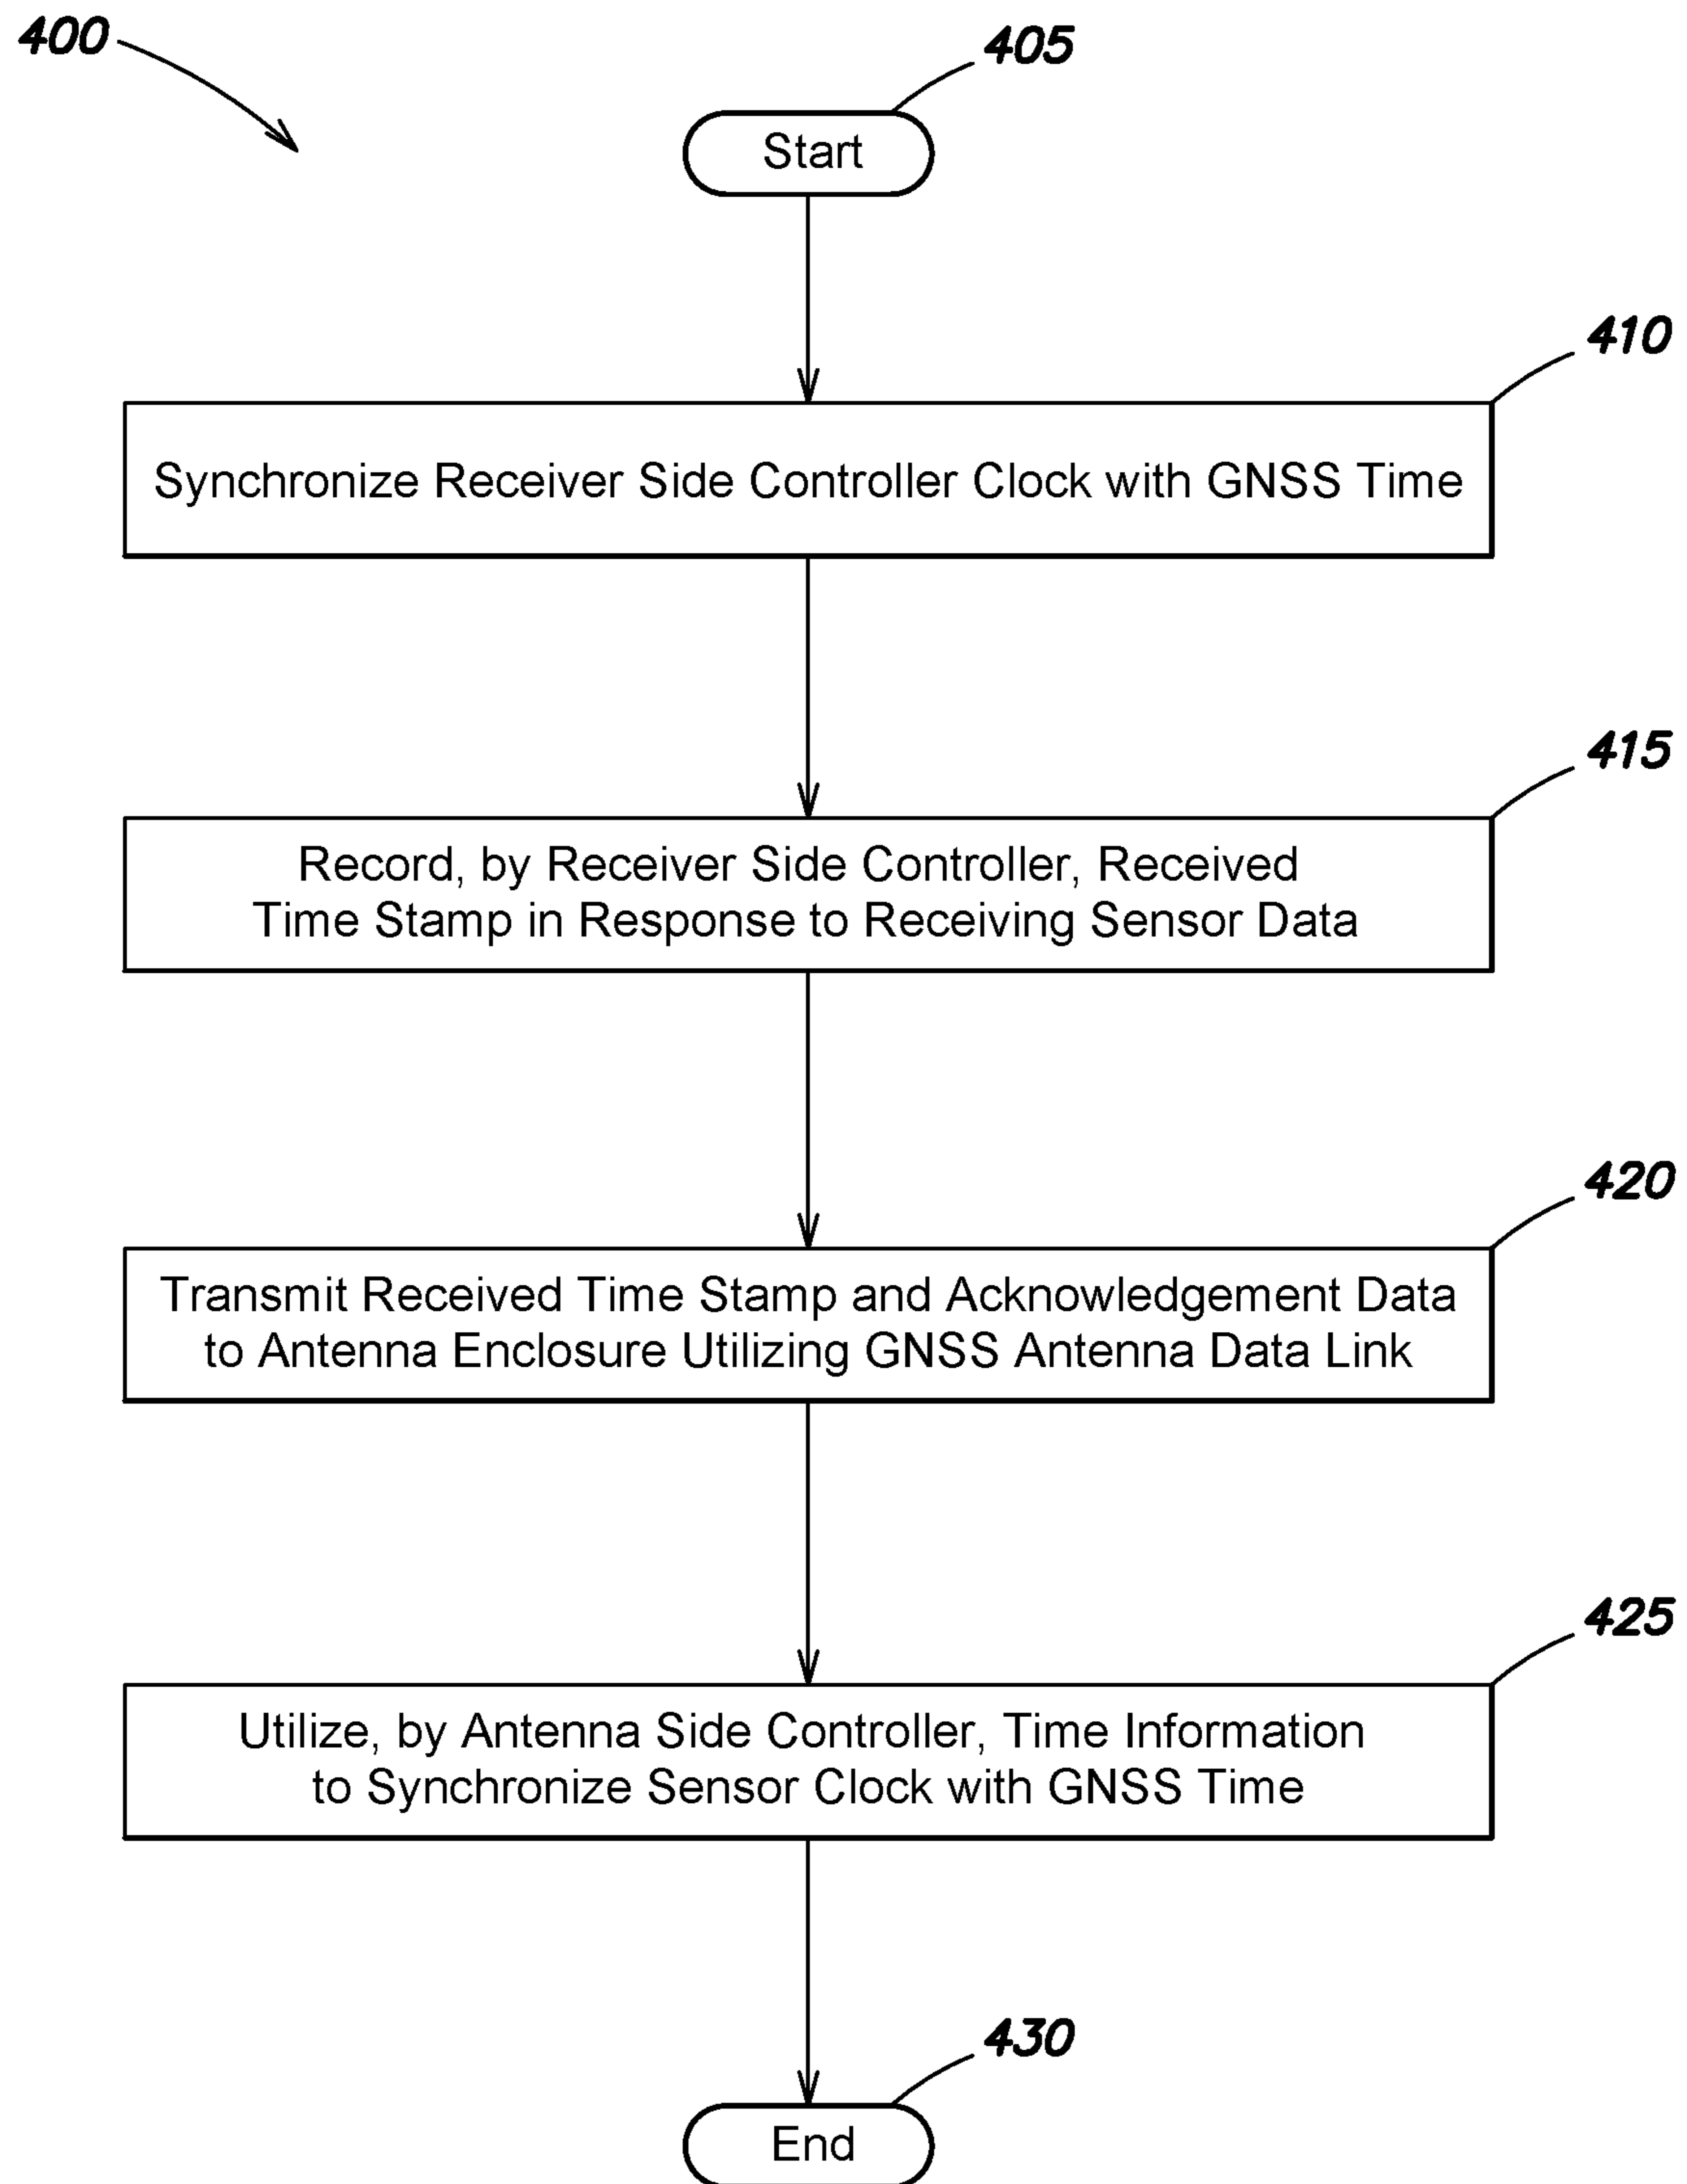 400
405
Start
410
Synchronize Receiver Side Controller Clock with GNSS Time
415
Record, by Receiver Side Controller, Received
Time Stamp in Response to Receiving Sensor Data
420
Transmit Received Time Stamp and Acknowledgement Data
to Antenna Enclosure Utilizing GNSS Antenna Data Link
425
Utilize, by Antenna Side Controller, Time Information
to Synchronize Sensor Clock with GNSS Time
430
End